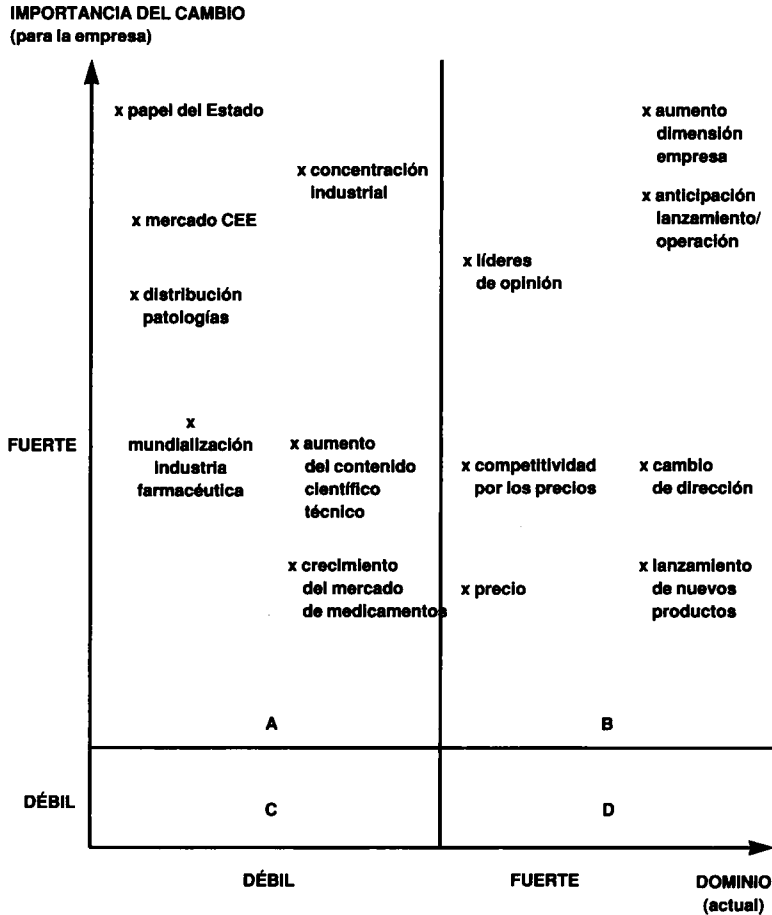 IMPORTANCIA DEL CAMBIO
(para la empresa)
x papel del Estado
x aumento
dimensión
empresa
x concentración
industrial
x anticipación
lanzamiento/
operación
x mercado CEE
x líderes
de opinión
x distribución
patologías
FUERTE
x
mundialización
industria
farmacéutica
x aumento
del contenido
científico
técnico
x competitividad
por los precios
x cambio
de dirección
x crecimiento
del mercado
de medicamentos
x precio
x lanzamiento
de nuevos
productos
A
B
DÉBIL
C
D
DÉBIL
FUERTE
DOMINIO
(actual)